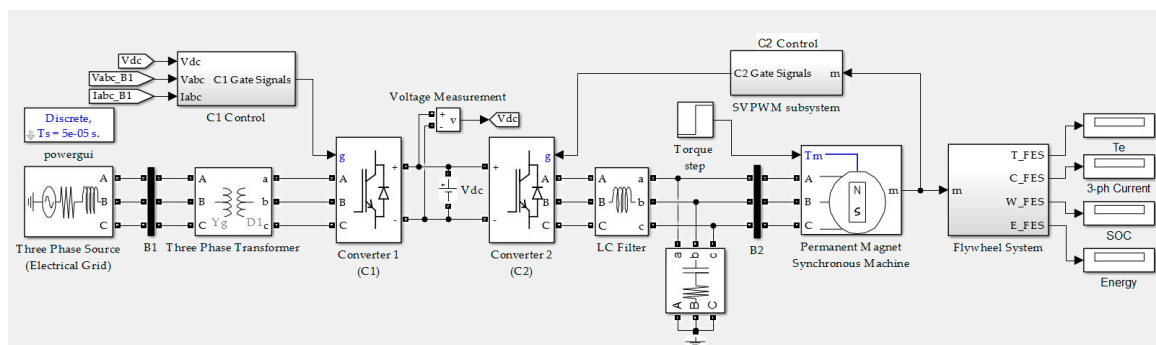 Vdc
Vabc_B1
Iabc_B1
Vdc
Vabc
Iabc
C1 Gate Signals
C1 Control
Discrete,
Ts = 5e-05 s.
powergui
A
B
C
Three Phase Source
(Electrical Grid)
B1
A
B
C
a
b
c
Yg
D1
Three Phase Transformer
g
A
B
C
+
-
Converter 1
(C1)
Voltage Measurement
+
-
v
Vdc
Vdc
g
+
-
A
B
C
Converter 2
(C2)
A
B
C
a
b
c
LC Filter
a
b
c
A
B
C
B2
C2 Control
C2 Gate Signals
m
SVPWM subsystem
Torque
step
Tm
A
B
C
N
S
m
Permanent Magnet
Synchronous Machine
m
T_FES
C_FES
W_FES
E_FES
Flywheel System
Te
3-ph Current
SOC
Energy